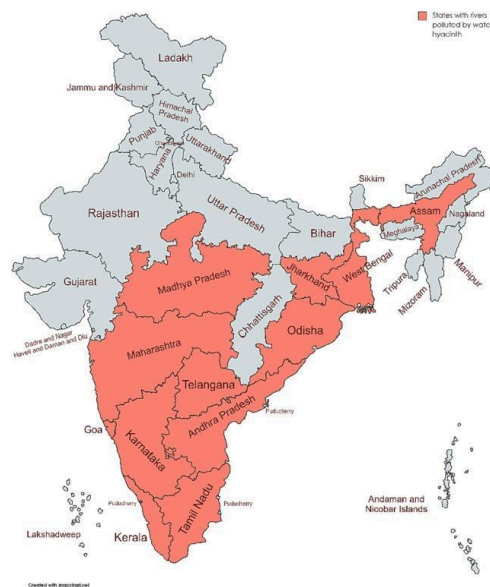 States with rivers
polluted by wate
hyacinth
Ladakh
Jammu and Kashmir
Himachal
Pradesh
Punjab
Chandigarh
Uttarakhand
Haryana
Delhi
Arunachal Pradesh
Sikkim
Rajasthan
Uttar Pradesh
Assam
Nagaland
Bihar
Meghalaya
Manipur
Tripura
Mizoram
Gujarat
Madhya Pradesh
Jharkhand
West Bengal
Chhattisgarh
Odisha
Dadra and Nagar
Haveli and Daman and Diu
Maharashtra
Telangana
Andhra Pradesh
Puducherry
Goa
Karnataka
Puducherry
Puducherry
Tamil Nadu
Kerala
Lakshadweep
Andaman and
Nicobar Islands
Created with mapchart.net